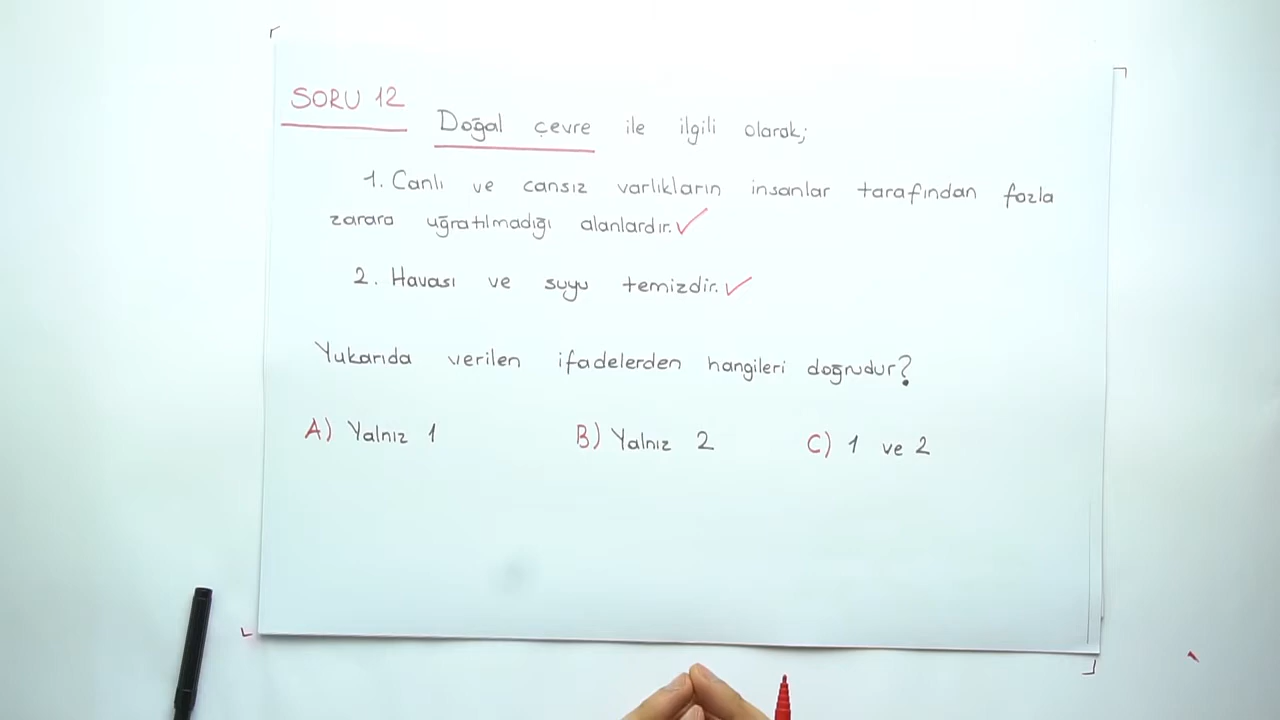 SORU 12
Doğal çevre ile ilgili olarak;
1. Canlı ve cansız varlıkların insanlar tarafından fazla
zarara uğratılmadığı alanlardır.
2. Havası ve suyu temizdir.
Yukarıda verilen ifadelerden hangileri doğrudur?
A) Yalnız 1 B) Yalnız 2 C) 1 ve 2